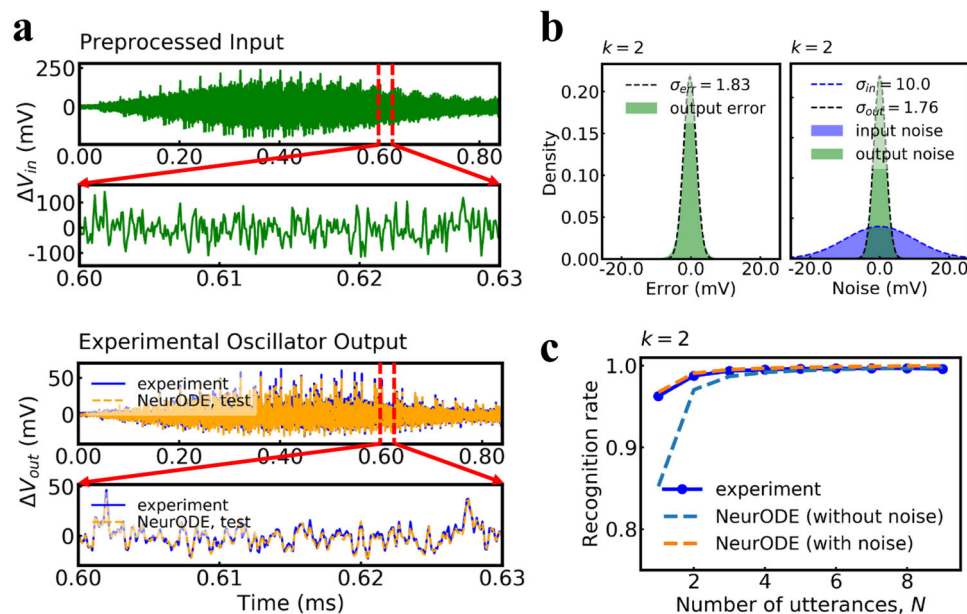 a
Preprocessed Input
250
0
0.00 0.20 0.40 0.60 0.80
ΔV_in (mV)
100
0
-100
0.60 0.61 0.62 0.63
Experimental Oscillator Output
50
0
experiment
NeurODE, test
0.00 0.20 0.40 0.60 0.80
ΔV_out (mV)
50
0
experiment
NeurODE, test
0.60 0.61 0.62 0.63
Time (ms)
b
k = 2
0.20
0.15
0.10
0.05
0.00
Density
σ_err = 1.83
output error
-20.0 0.0 20.0
Error (mV)
k = 2
σ_in = 10.0
σ_out = 1.76
input noise
output noise
-20.0 0.0 20.0
Noise (mV)
c
k = 2
1.0
0.9
0.8
Recognition rate
experiment
NeurODE (without noise)
NeurODE (with noise)
2 4 6 8
Number of utterances, N